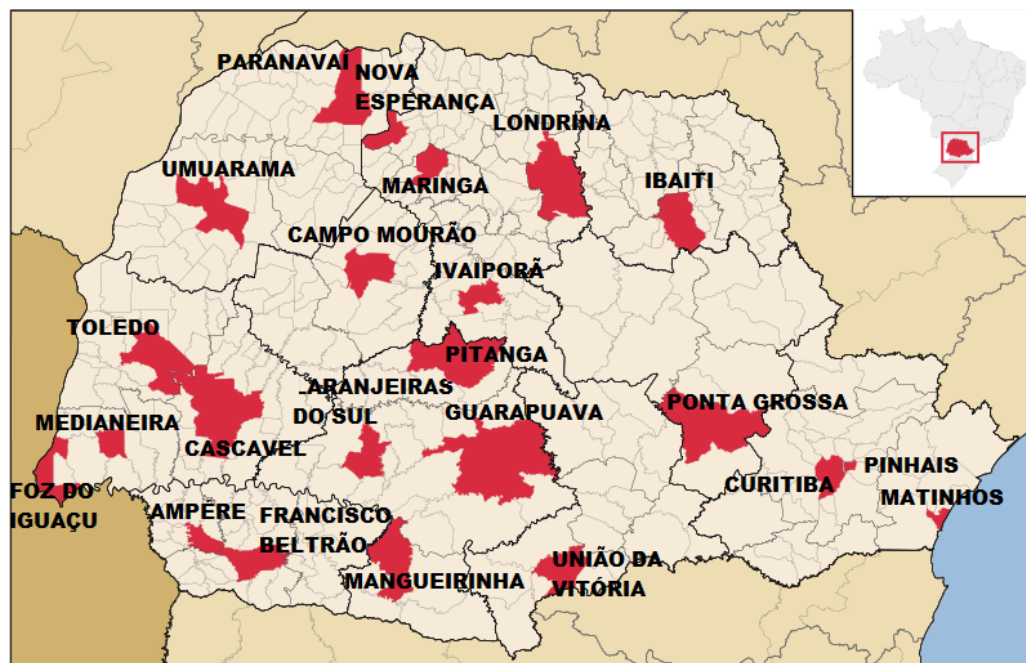 PARANAVAÍ
NOVA
ESPERANÇA
LONDRINA
UMUARAMA
MARINGA
IBAITI
CAMPO MOURÃO
IVAIPORÃ
TOLEDO
PITANGA
ARANJEIRAS
DO SUL
GUARAPUAVA
PONTA GROSSA
MEDIANEIRA
CASCAVEL
PINHAIS
CURITIBA
MATINHOS
FOZ DO
IGUAÇU
AMPÉRE
FRANCISCO
BELTRÃO
MANGUEIRINHA
UNIÃO DA
VITÓRIA